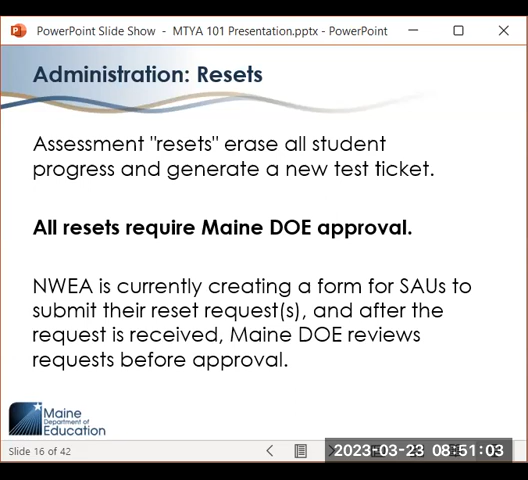 PowerPoint Slide Show - MTYA 101 Presentation.pptx - PowerPoint
Administration: Resets
Assessment "resets" erase all student
progress and generate a new test ticket.
All resets require Maine DOE approval.
NWEA is currently creating a form for SAUs to
submit their reset request(s), and after the
request is received, Maine DOE reviews
requests before approval.
Maine
Department of
Education
Slide 16 of 42
2023-03-23 08:51:03